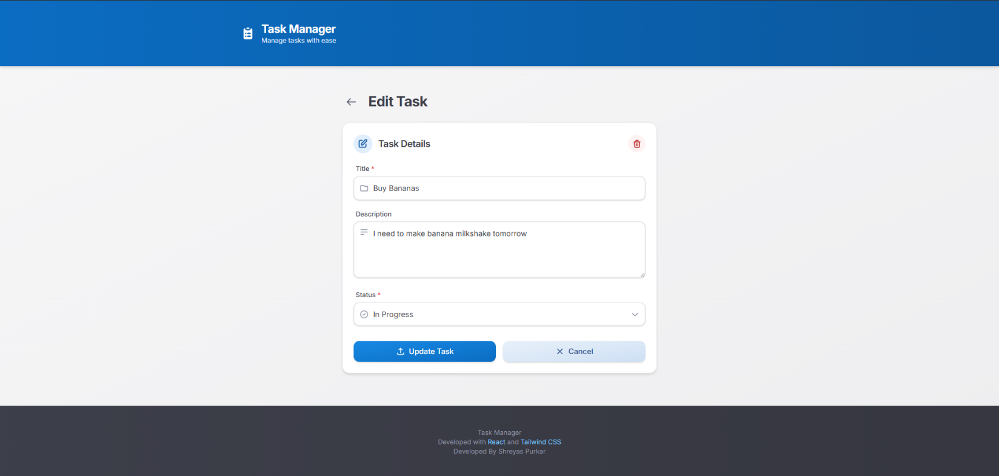 Task Manager
Manage tasks with ease
Edit Task
Task Details
Title *
Buy Bananas
Description
I need to make banana milkshake tomorrow
Status *
In Progress
Update Task
Cancel
Task Manager
Developed with React and Tailwind CSS
Developed By Shreyas Purkar